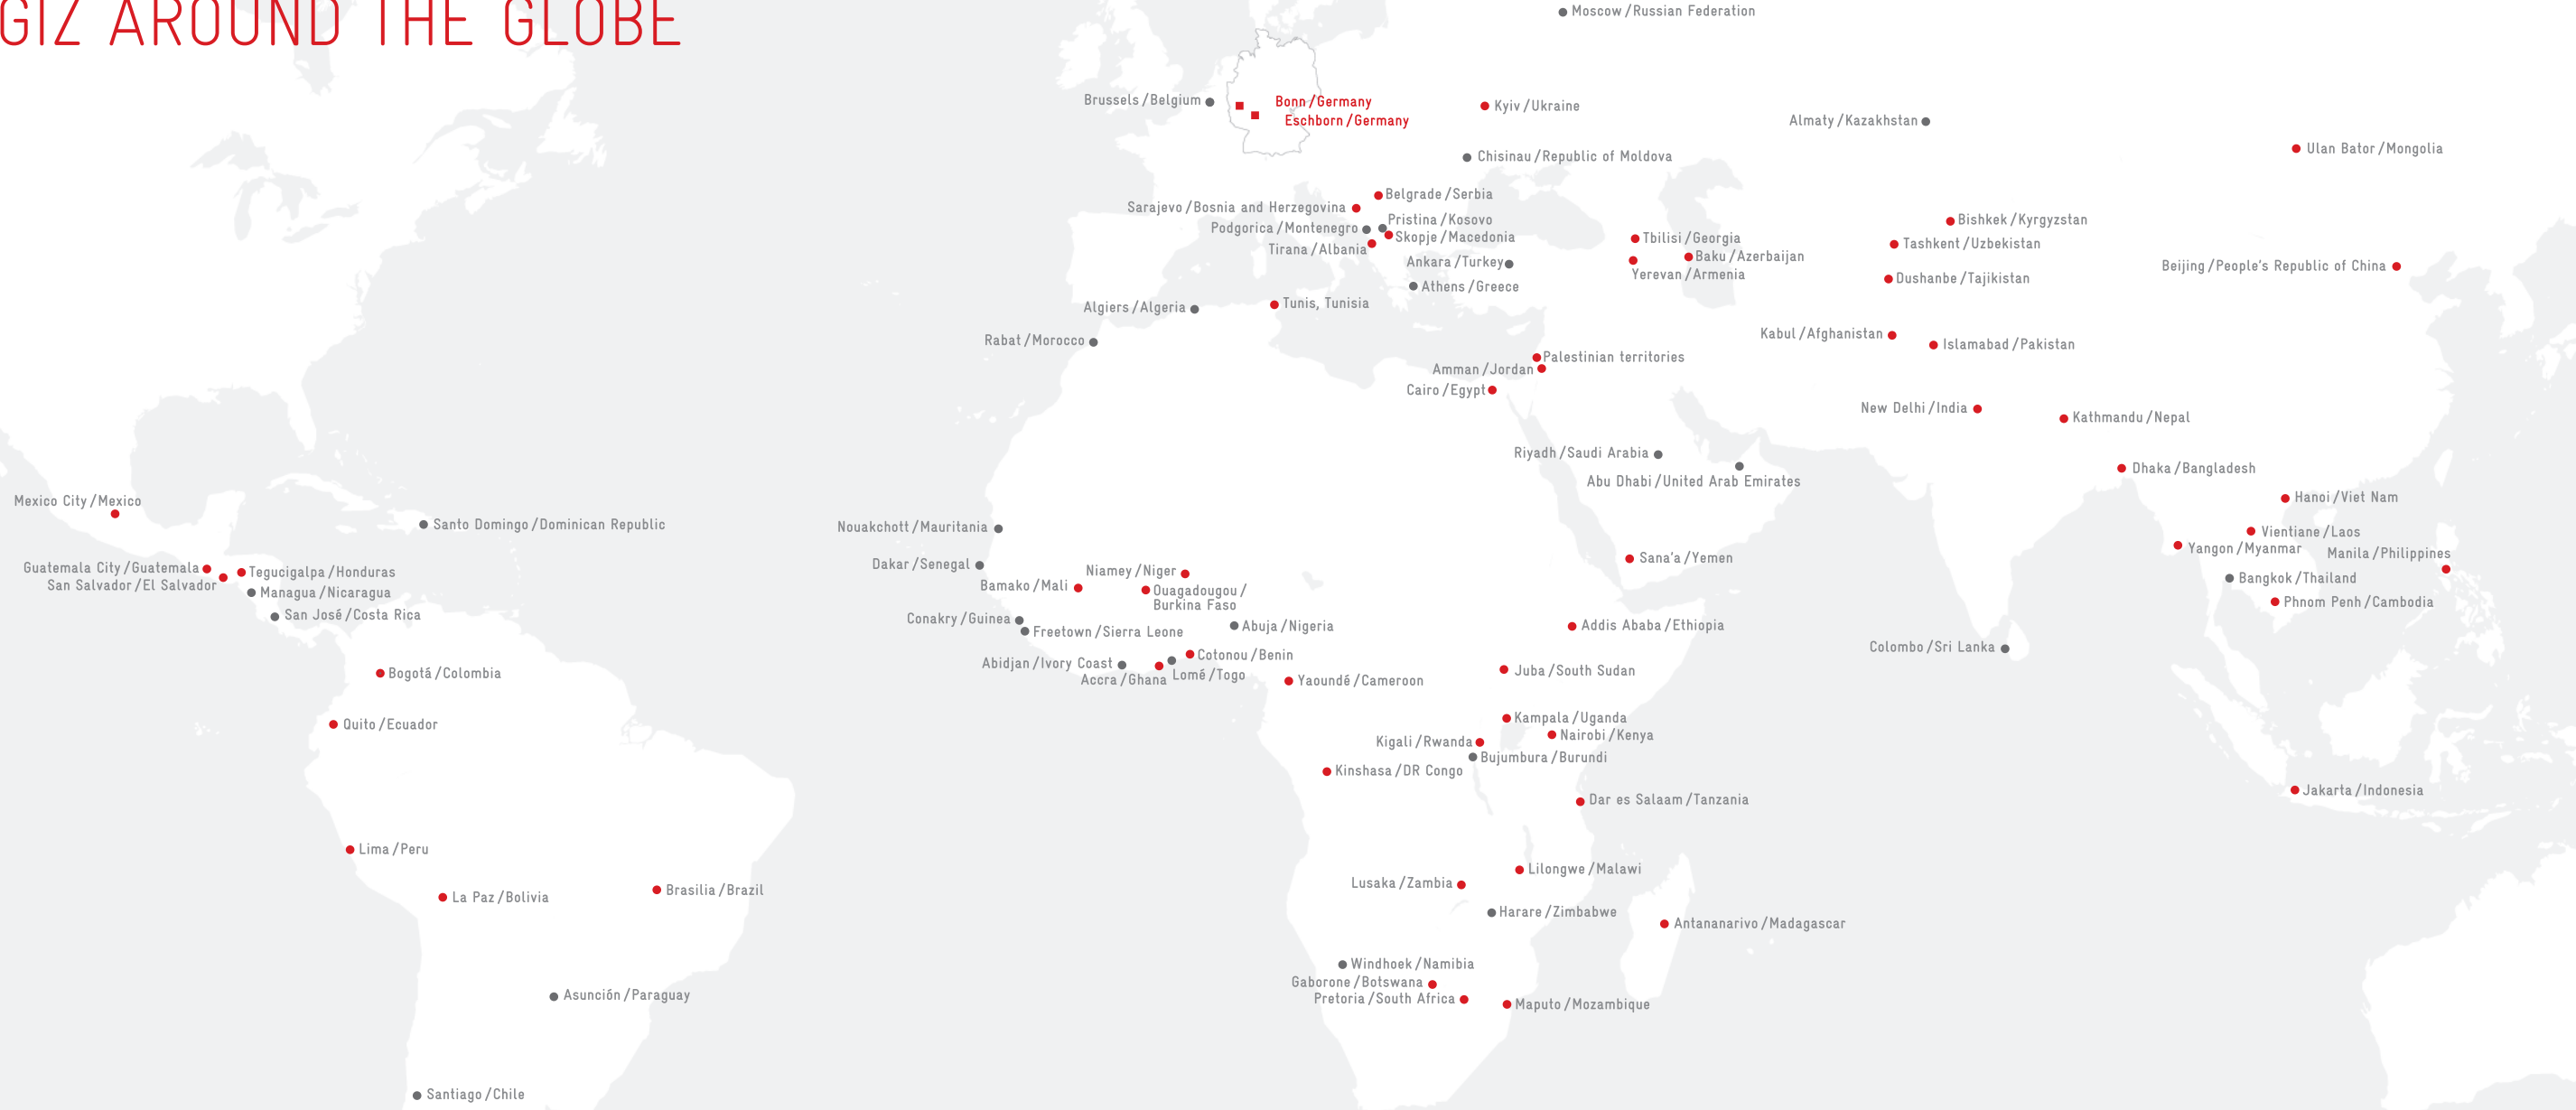 GIZ AROUND THE GLOBE
Moscow / Russian Federation
Brussels / Belgium
Bonn / Germany
Eschborn / Germany
Kyiv / Ukraine
Almaty / Kazakhstan
Chisinau / Republic of Moldova
Ulan Bator / Mongolia
Belgrade / Serbia
Sarajevo / Bosnia and Herzegovina
Pristina / Kosovo
Podgorica / Montenegro
Skopje / Macedonia
Tirana / Albania
Ankara / Turkey
Athens / Greece
Tbilisi / Georgia
Baku / Azerbaijan
Yerevan / Armenia
Bishkek / Kyrgyzstan
Tashkent / Uzbekistan
Dushanbe / Tajikistan
Beijing / People's Republic of China
Algiers / Algeria
Tunis, Tunisia
Rabat / Morocco
Kabul / Afghanistan
Islamabad / Pakistan
Palestinian territories
Amman / Jordan
Cairo / Egypt
New Delhi / India
Kathmandu / Nepal
Riyadh / Saudi Arabia
Abu Dhabi / United Arab Emirates
Dhaka / Bangladesh
Mexico City / Mexico
Santo Domingo / Dominican Republic
Nouakchott / Mauritania
Hanoi / Viet Nam
Vientiane / Laos
Yangon / Myanmar
Manila / Philippines
Guatemala City / Guatemala
San Salvador / El Salvador
Tegucigalpa / Honduras
Managua / Nicaragua
San José / Costa Rica
Dakar / Senegal
Niamey / Niger
Bamako / Mali
Ouagadougou /
Burkina Faso
Sana'a / Yemen
Bangkok / Thailand
Phnom Penh / Cambodia
Conakry / Guinea
Freetown / Sierra Leone
Abuja / Nigeria
Addis Ababa / Ethiopia
Colombo / Sri Lanka
Abidjan / Ivory Coast
Cotonou / Benin
Accra / Ghana
Lomé / Togo
Yaoundé / Cameroon
Juba / South Sudan
Bogotá / Colombia
Quito / Ecuador
Kampala / Uganda
Nairobi / Kenya
Kigali / Rwanda
Bujumbura / Burundi
Kinshasa / DR Congo
Dar es Salaam / Tanzania
Jakarta / Indonesia
Lima / Peru
La Paz / Bolivia
Brasilia / Brazil
Lilongwe / Malawi
Lusaka / Zambia
Harare / Zimbabwe
Antananarivo / Madagascar
Windhoek / Namibia
Gaborone / Botswana
Pretoria / South Africa
Maputo / Mozambique
Asunción / Paraguay
Santiago / Chile